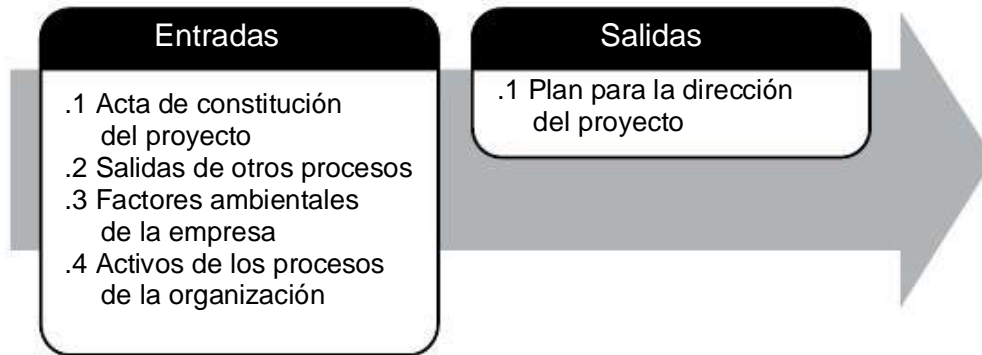 Entradas
.1 Acta de constitución
del proyecto
.2 Salidas de otros procesos
.3 Factores ambientales
de la empresa
.4 Activos de los procesos
de la organización
Salidas
.1 Plan para la dirección
del proyecto